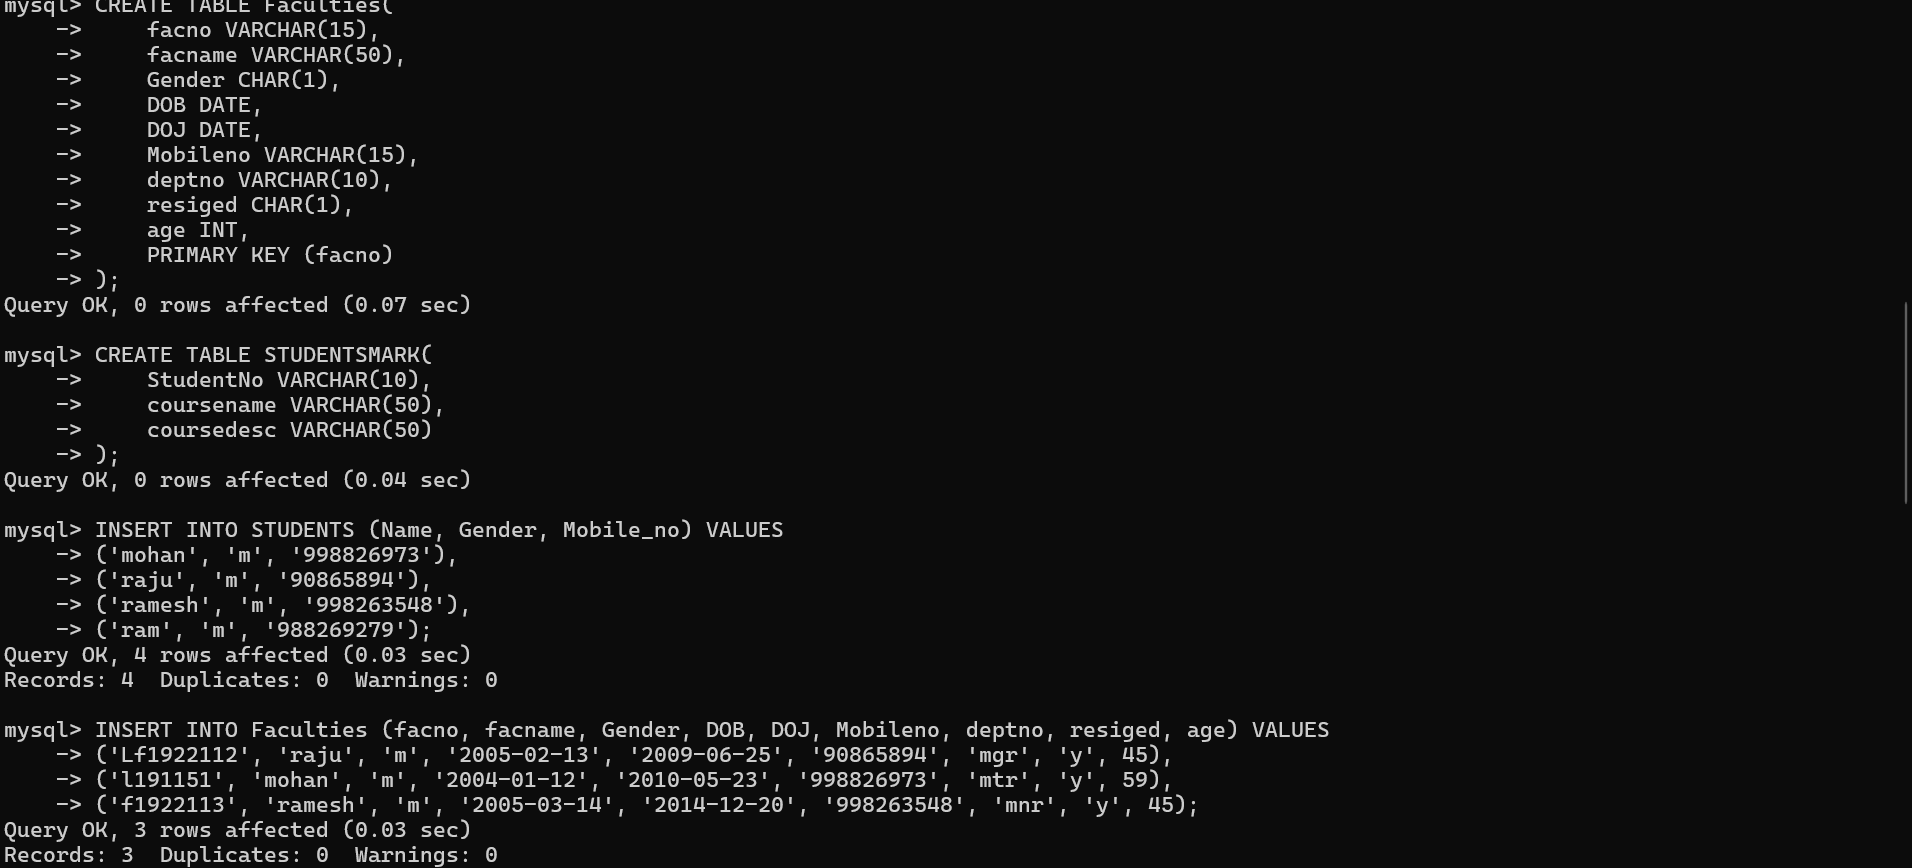 mysql> CREATE TABLE Faculties(
    ->     facno VARCHAR(15),
    ->     facname VARCHAR(50),
    ->     Gender CHAR(1),
    ->     DOB DATE,
    ->     DOJ DATE,
    ->     Mobileno VARCHAR(15),
    ->     deptno VARCHAR(10),
    ->     resiged CHAR(1),
    ->     age INT,
    ->     PRIMARY KEY (facno)
    -> );
Query OK, 0 rows affected (0.07 sec)

mysql> CREATE TABLE STUDENTSMARK(
    ->     StudentNo VARCHAR(10),
    ->     coursename VARCHAR(50),
    ->     coursedesc VARCHAR(50)
    -> );
Query OK, 0 rows affected (0.04 sec)

mysql> INSERT INTO STUDENTS (Name, Gender, Mobile_no) VALUES
    -> ('mohan', 'm', '998826973'),
    -> ('raju', 'm', '90865894'),
    -> ('ramesh', 'm', '998263548'),
    -> ('ram', 'm', '988269279');
Query OK, 4 rows affected (0.03 sec)
Records: 4  Duplicates: 0  Warnings: 0

mysql> INSERT INTO Faculties (facno, facname, Gender, DOB, DOJ, Mobileno, deptno, resiged, age) VALUES
    -> ('Lf1922112', 'raju', 'm', '2005-02-13', '2009-06-25', '90865894', 'mgr', 'y', 45),
    -> ('l191151', 'mohan', 'm', '2004-01-12', '2010-05-23', '998826973', 'mtr', 'y', 59),
    -> ('f1922113', 'ramesh', 'm', '2005-03-14', '2014-12-20', '998263548', 'mnr', 'y', 45);
Query OK, 3 rows affected (0.03 sec)
Records: 3  Duplicates: 0  Warnings: 0